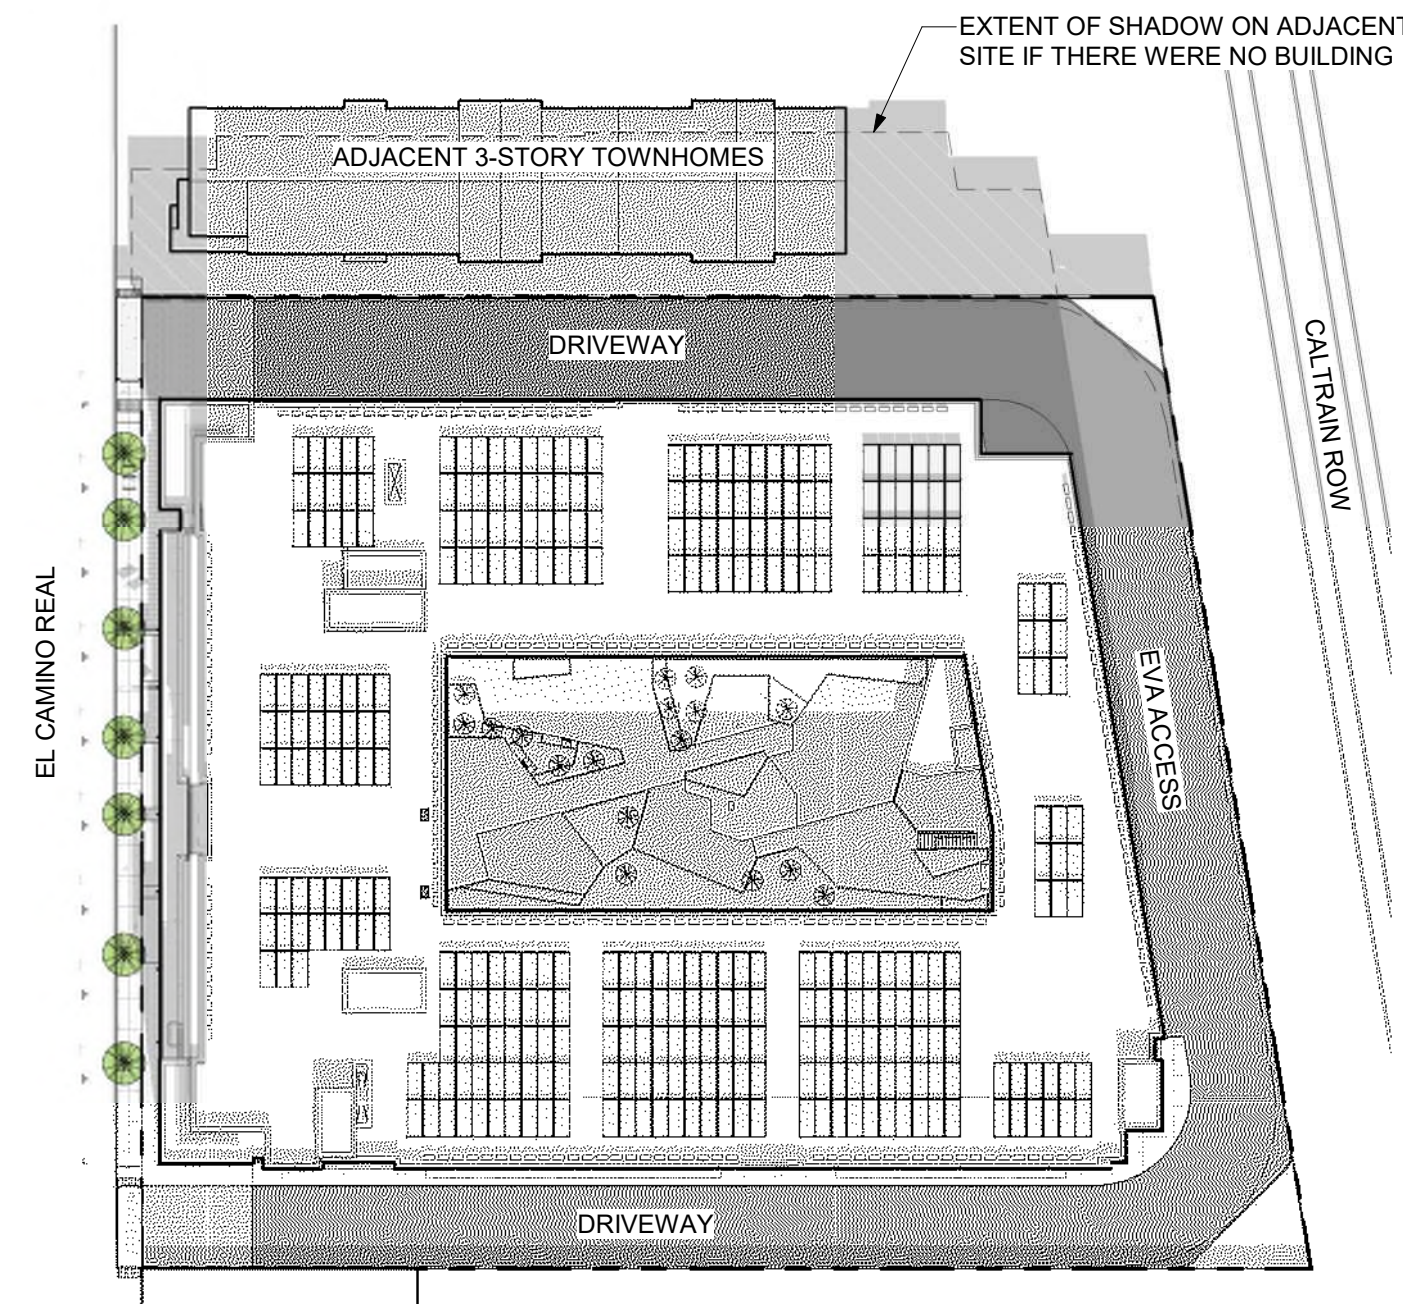 EXTENT OF SHADOW ON ADJACENT
SITE IF THERE WERE NO BUILDING
ADJACENT 3-STORY TOWNHOMES
DRIVEWAY
CALTRAIN ROW
EL CAMINO REAL
EVA ACCESS
DRIVEWAY